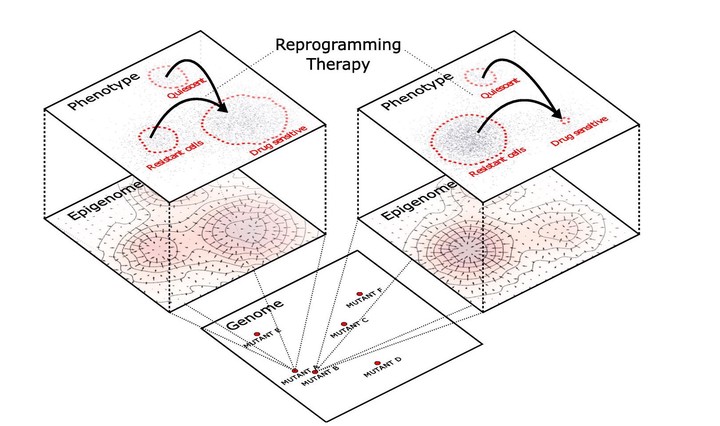 Reprogramming
Therapy
Phenotype
Quiescent
Resistant cells
Drug sensitive
Phenotype
Quiescent
Resistant cells
Drug sensitive
Epigenome
Epigenome
Genome
MUTANT F
MUTANT C
MUTANT E
MUTANT D
MUTANT A
MUTANT B